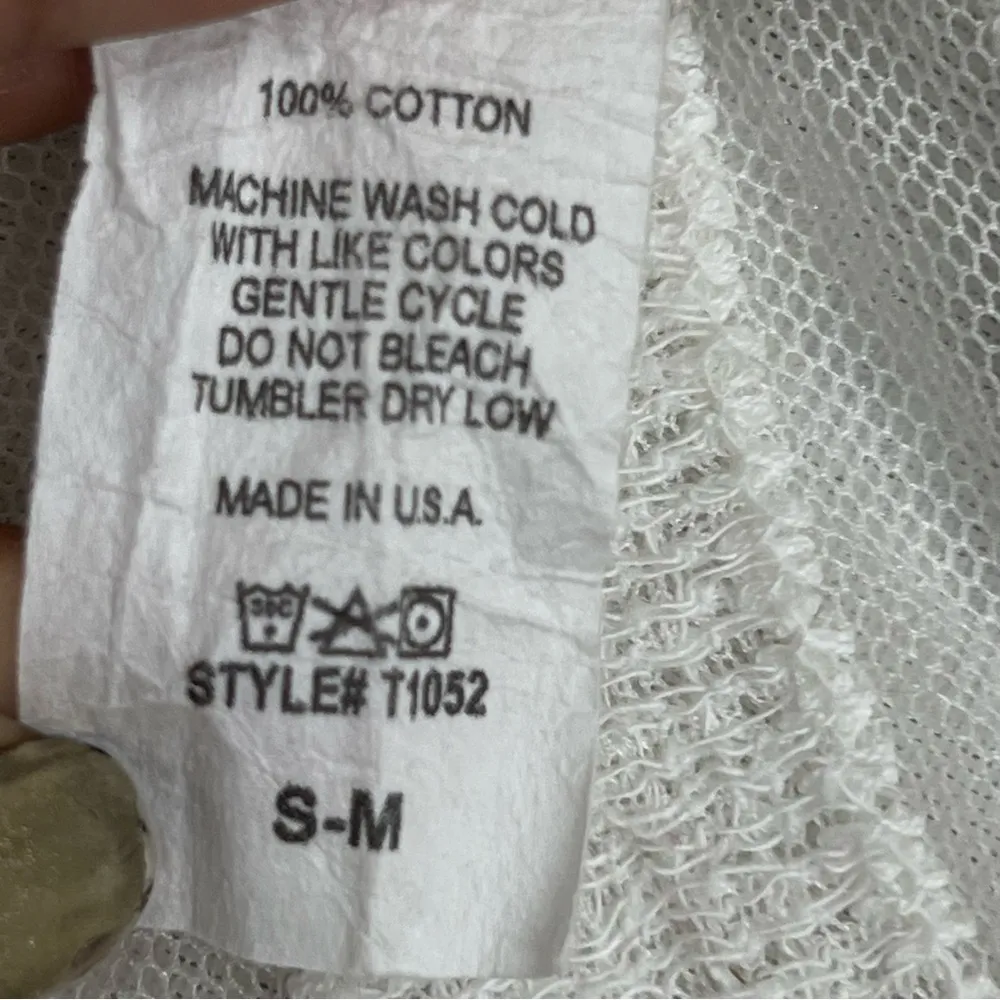 100% COTTON
MACHINE WASH COLD
WITH LIKE COLORS
GENTLE CYCLE
DO NOT BLEACH
TUMBLER DRY LOW
MADE IN U.S.A.
STYLE# T1052
S-M